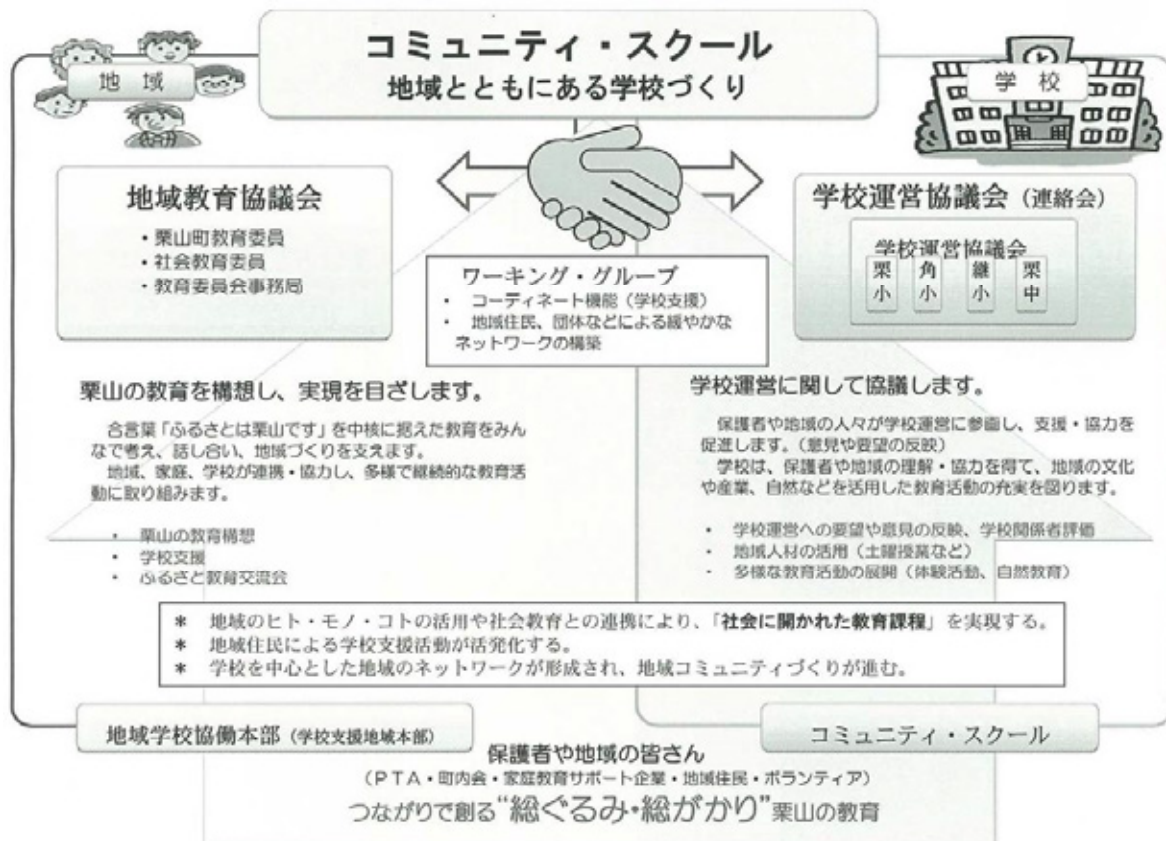 コミュニティ・スクール
地域とともにある学校づくり
地域
学校
地域教育協議会
・栗山町教育委員
・社会教育委員
・教育委員会事務局
ワーキング・グループ
・ コーディネート機能（学校支援）
・ 地域住民、団体などによる緩やかな
ネットワークの構築
学校運営協議会（連絡会）
学校運営協議会
栗小
角小
継小
栗中
栗山の教育を構想し、実現を目ざします。
合言葉「ふるさとは栗山です」を中核に据えた教育をみん
なで考え、話し合い、地域づくりを支えます。
地域、家庭、学校が連携・協力し、多様で継続的な教育活
動に取り組みます。
・ 栗山の教育構想
・ 学校支援
・ ふるさと教育交流会
学校運営に関して協議します。
保護者や地域の人々が学校運営に参画し、支援・協力を
促進します。（意見や要望の反映）
学校は、保護者や地域の理解・協力を得て、地域の文化
や産業、自然などを活用した教育活動の充実を図ります。
・ 学校運営への要望や意見の反映、学校関係者評価
・ 地域人材の活用（土曜授業など）
・ 多様な教育活動の展開（体験活動、自然教育）
* 地域のヒト・モノ・コトの活用や社会教育との連携により、「社会に開かれた教育課程」を実現する。
* 地域住民による学校支援活動が活発化する。
* 学校を中心とした地域のネットワークが形成され、地域コミュニティづくりが進む。
地域学校協働本部（学校支援地域本部）
コミュニティ・スクール
保護者や地域の皆さん
（ＰＴＡ・町内会・家庭教育サポート企業・地域住民・ボランティア）
つながりで創る“総ぐるみ・総がかり”栗山の教育